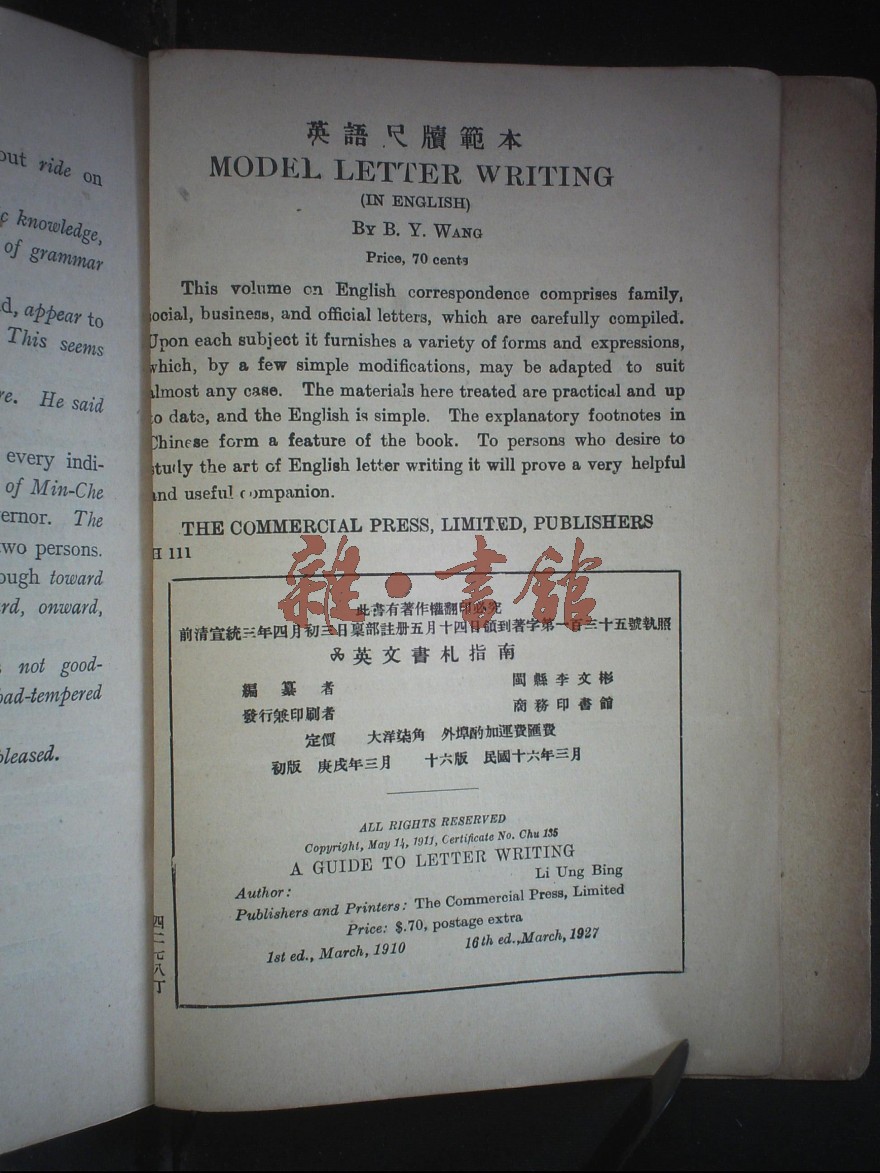 out ride on
knowledge,
of grammar
appear to
This seems
He said
every indi-
of Min-Che
The
two persons.
toward
onward,
not good-
bad-tempered
pleased.
英語尺牘範本
MODEL LETTER WRITING
(IN ENGLISH)
BY B. Y. WANG
Price, 70 cents
This volume on English correspondence comprises family,
social, business, and official letters, which are carefully compiled.
Upon each subject it furnishes a variety of forms and expressions,
which, by a few simple modifications, may be adapted to suit
almost any case. The materials here treated are practical and up
to date, and the English is simple. The explanatory footnotes in
Chinese form a feature of the book. To persons who desire to
study the art of English letter writing it will prove a very helpful
and useful companion.
THE COMMERCIAL PRESS, LIMITED, PUBLISHERS
H 111
雜·書館
此書有著作權翻印必究
前清宣統三年四月初三日稟部註册五月十四日領到著字第一百三十五號執照
英文書札指南
編纂者 閩縣李文彬
發行兼印刷者 商務印書館
定價 大洋柒角 外埠酌加運費匯費
初版 庚戌年三月 十六版 民國十六年三月
ALL RIGHTS RESERVED
Copyright, May 14, 1911, Certificate No. Chu 135
A GUIDE TO LETTER WRITING
Author: Li Ung Bing
Publishers and Printers: The Commercial Press, Limited
Price: $.70, postage extra
1st ed., March, 1910 16th ed., March, 1927